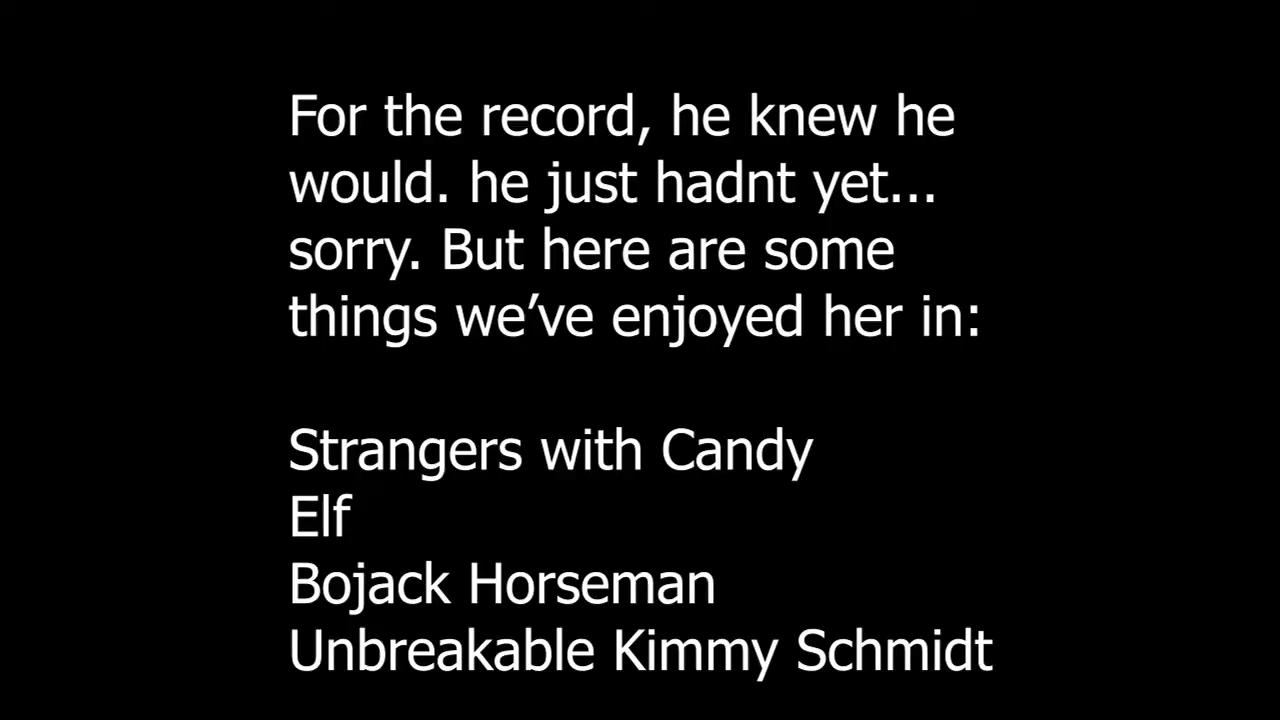 For the record, he knew he
would. he just hadnt yet...
sorry. But here are some
things we’ve enjoyed her in:
Strangers with Candy
Elf
Bojack Horseman
Unbreakable Kimmy Schmidt